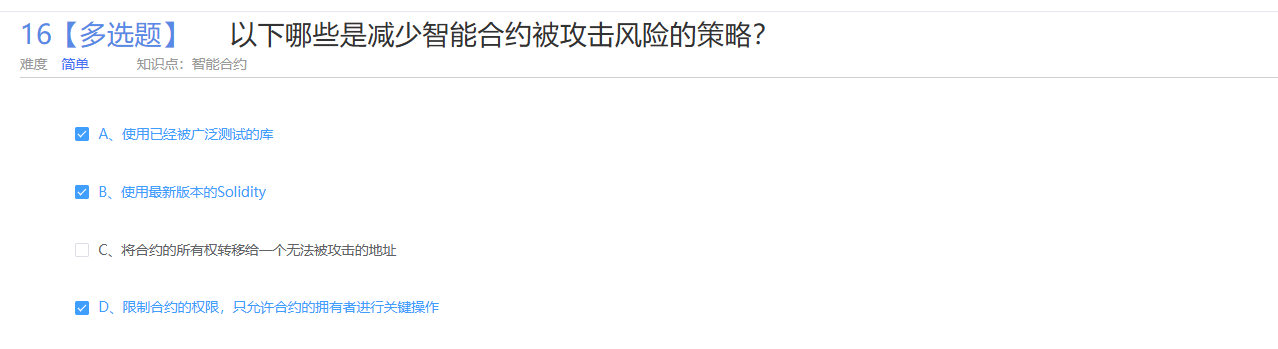 16【多选题】 以下哪些是减少智能合约被攻击风险的策略？
难度 简单 知识点：智能合约
A、使用已经被广泛测试的库
B、使用最新版本的Solidity
C、将合约的所有权转移给一个无法被攻击的地址
D、限制合约的权限，只允许合约的拥有者进行关键操作